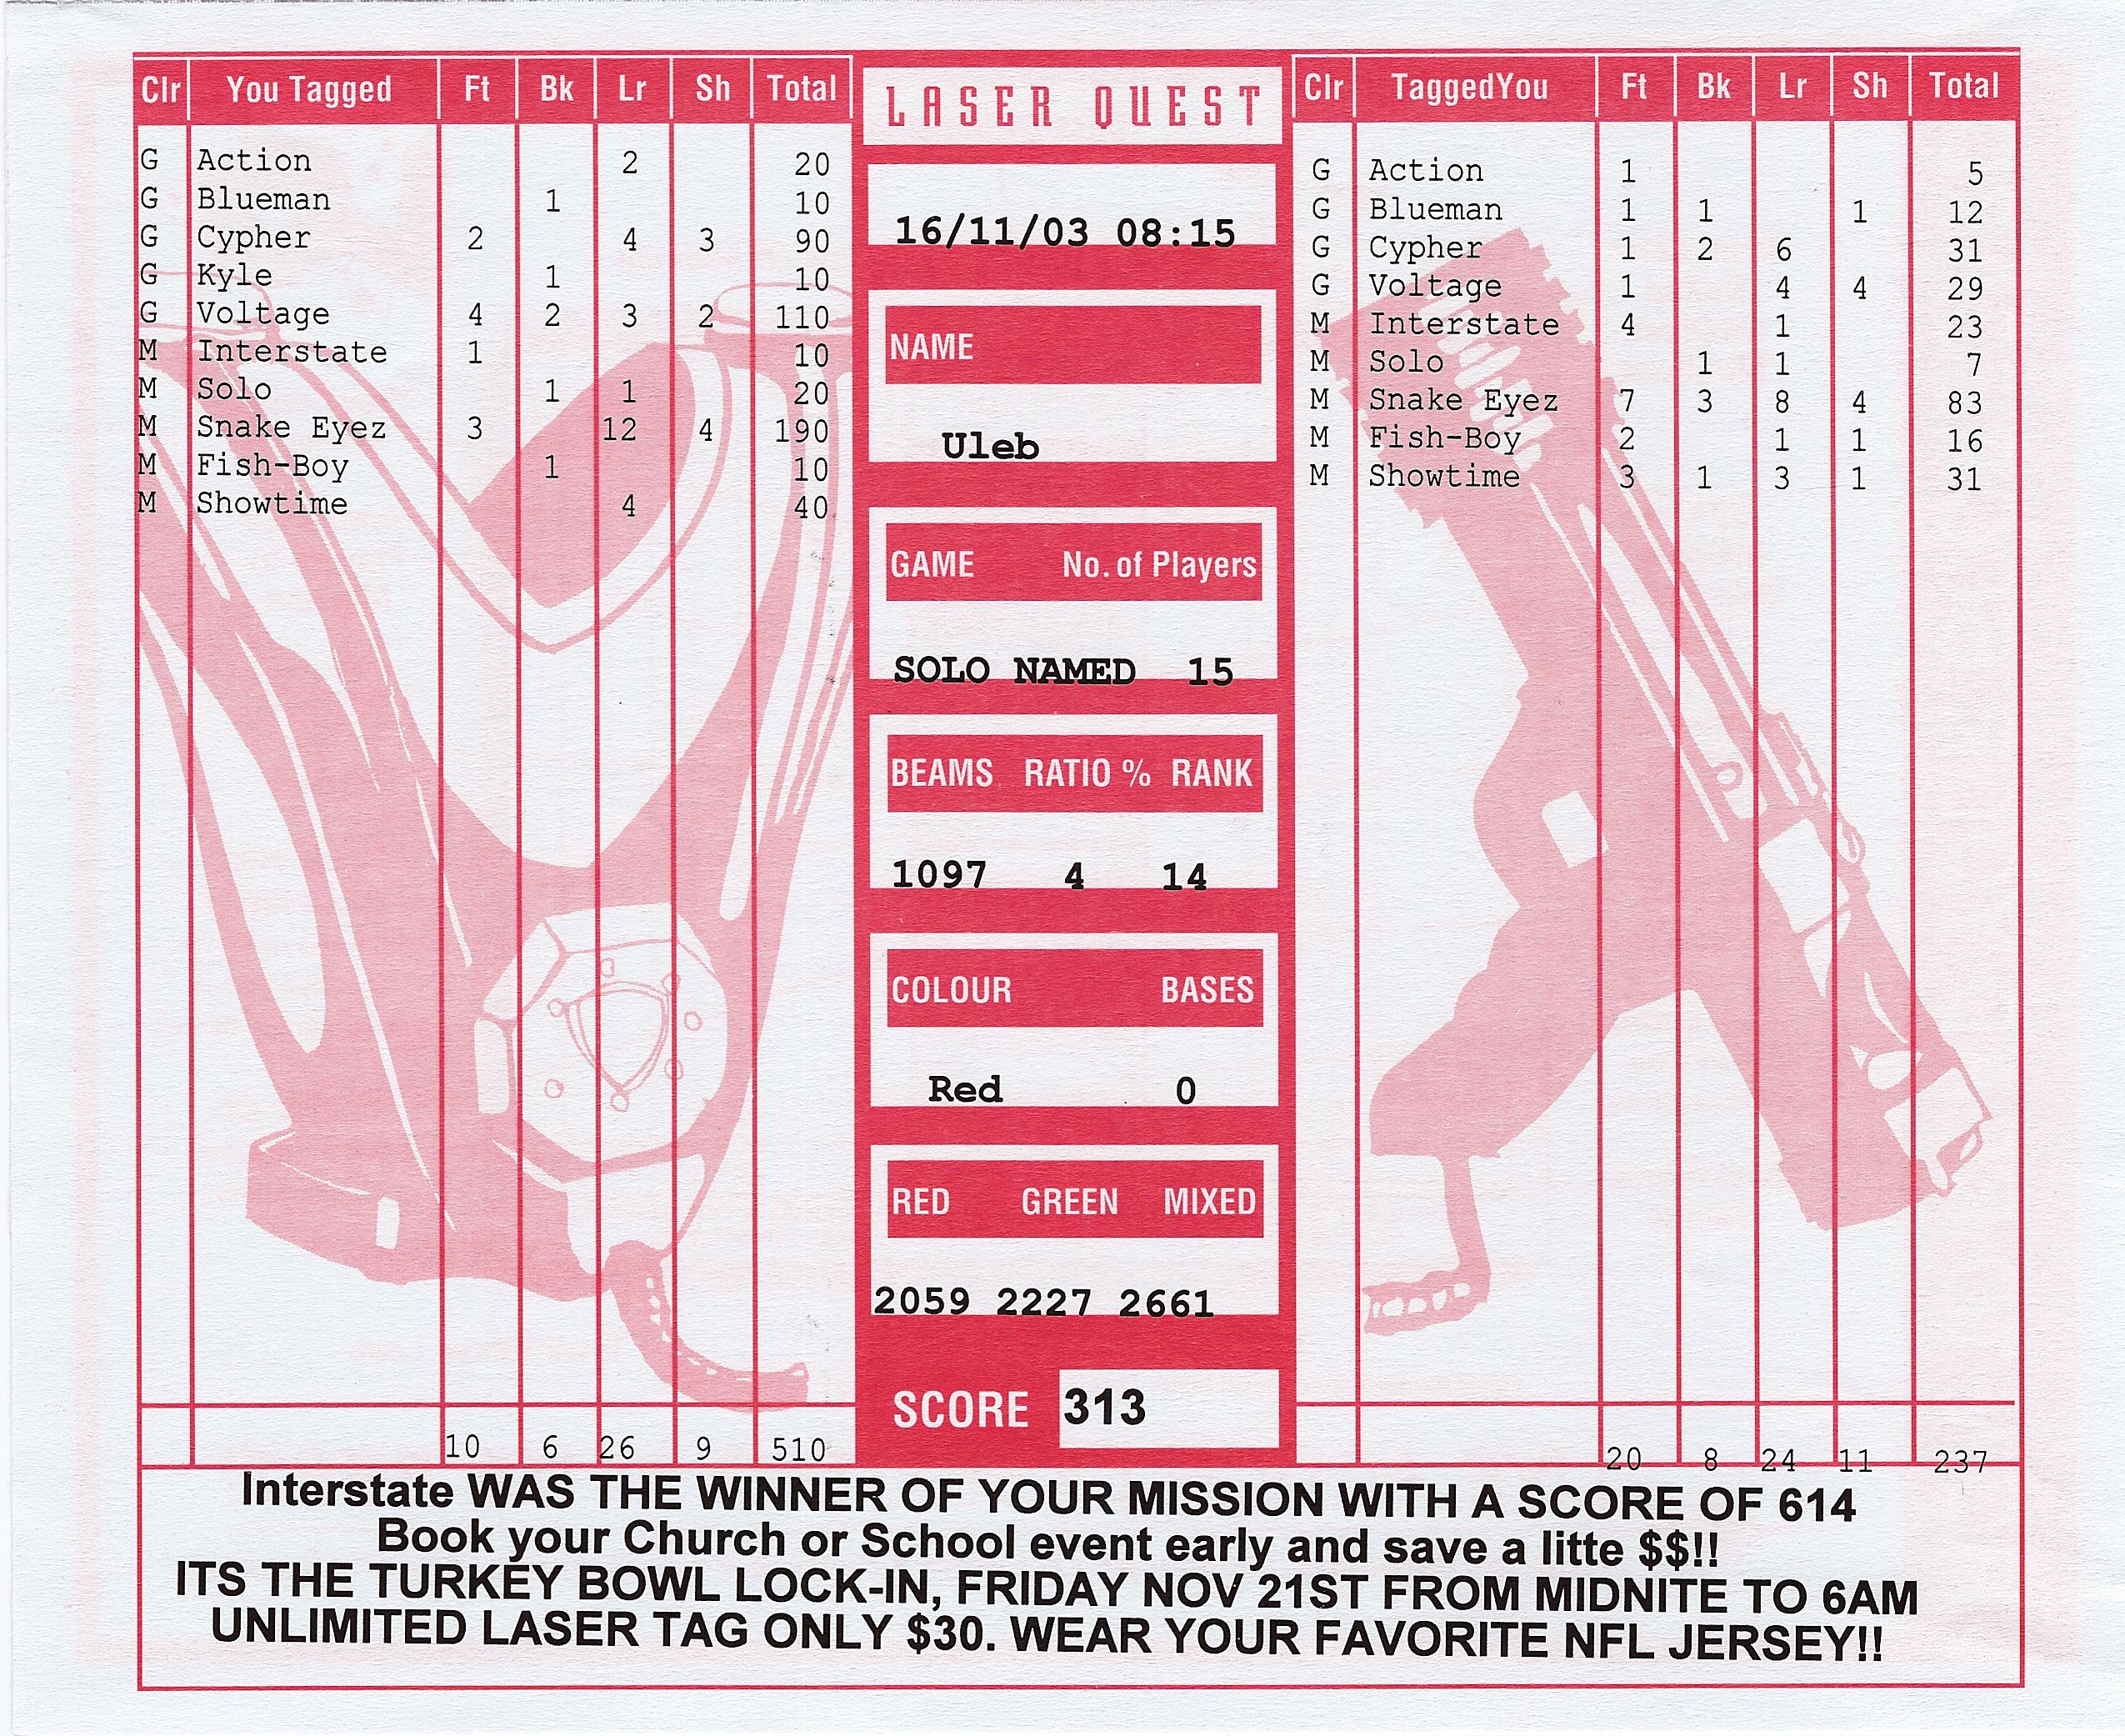 Clr You Tagged Ft Bk Lr Sh Total
G Action 2 20
G Blueman 1 10
G Cypher 2 4 3 90
G Kyle 1 10
G Voltage 4 2 3 2 110
M Interstate 1 10
M Solo 1 1 20
M Snake Eyez 3 12 4 190
M Fish-Boy 1 10
M Showtime 4 40
10 6 26 9 510
LASER QUEST
16/11/03 08:15
NAME
Uleb
GAME No. of Players
SOLO NAMED 15
BEAMS RATIO % RANK
1097 4 14
COLOUR BASES
Red 0
RED GREEN MIXED
2059 2227 2661
SCORE 313
Clr TaggedYou Ft Bk Lr Sh Total
G Action 1 5
G Blueman 1 1 1 12
G Cypher 1 2 6 31
G Voltage 1 4 4 29
M Interstate 4 1 23
M Solo 1 1 7
M Snake Eyez 7 3 8 4 83
M Fish-Boy 2 1 1 16
M Showtime 3 1 3 1 31
20 8 24 11 237
Interstate WAS THE WINNER OF YOUR MISSION WITH A SCORE OF 614
Book your Church or School event early and save a litte $$!!
ITS THE TURKEY BOWL LOCK-IN, FRIDAY NOV 21ST FROM MIDNITE TO 6AM
UNLIMITED LASER TAG ONLY $30. WEAR YOUR FAVORITE NFL JERSEY!!